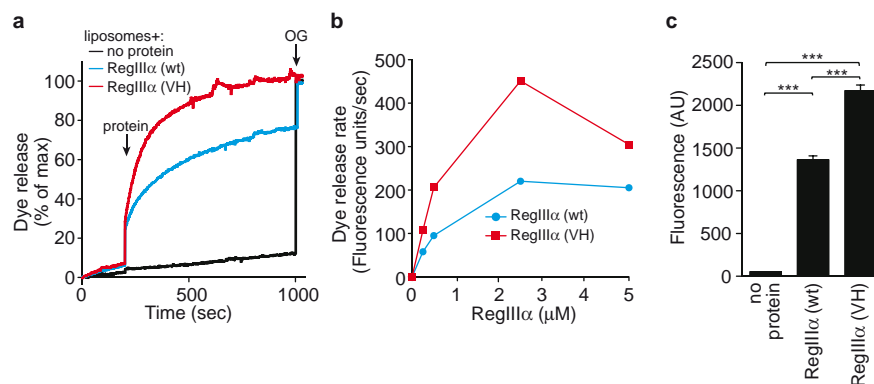 a
liposomes+:
no protein
RegIIIα (wt)
RegIIIα (VH)
OG
protein
100
80
60
40
20
0
Dye release
(% of max)
0
500
1000
Time (sec)
b
500
400
300
200
100
0
Dye release rate
(Fluorescence units/sec)
RegIIIα (wt)
RegIIIα (VH)
0
1
2
3
4
5
RegIIIα (μM)
c
***
***
***
2500
2000
1500
1000
500
0
Fluorescence (AU)
no
protein
RegIIIα (wt)
RegIIIα (VH)